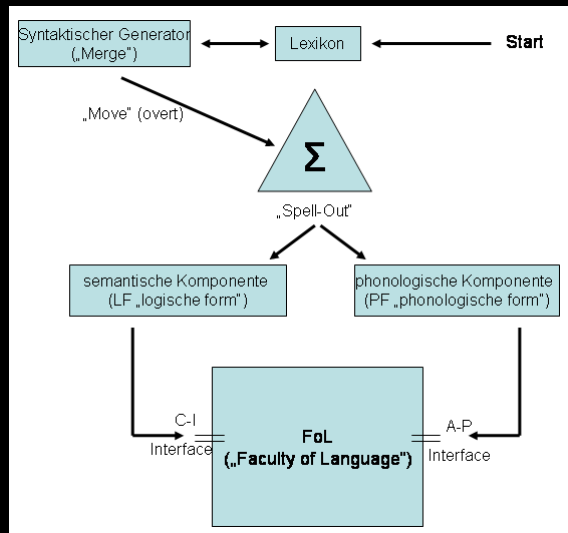 Syntaktischer Generator
(„Merge")
Lexikon
Start
„Move" (overt)
Σ
„Spell-Out"
semantische Komponente
(LF „logische form")
phonologische Komponente
(PF „phonologische form")
C-I
Interface
FoL
(„Faculty of Language")
A-P
Interface